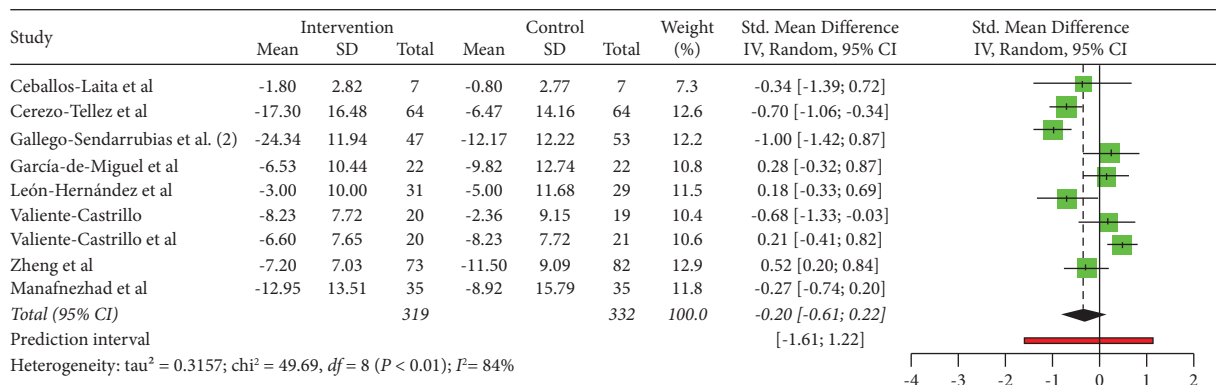 Study Intervention Control Weight (%) Std. Mean Difference IV, Random, 95% CI Std. Mean Difference IV, Random, 95% CI
Mean SD Total Mean SD Total
Ceballos-Laita et al -1.80 2.82 7 -0.80 2.77 7 7.3 -0.34 [-1.39; 0.72]
Cerezo-Tellez et al -17.30 16.48 64 -6.47 14.16 64 12.6 -0.70 [-1.06; -0.34]
Gallego-Sendarrubias et al. (2) -24.34 11.94 47 -12.17 12.22 53 12.2 -1.00 [-1.42; 0.87]
García-de-Miguel et al -6.53 10.44 22 -9.82 12.74 22 10.8 0.28 [-0.32; 0.87]
León-Hernández et al -3.00 10.00 31 -5.00 11.68 29 11.5 0.18 [-0.33; 0.69]
Valiente-Castrillo -8.23 7.72 20 -2.36 9.15 19 10.4 -0.68 [-1.33; -0.03]
Valiente-Castrillo et al -6.60 7.65 20 -8.23 7.72 21 10.6 0.21 [-0.41; 0.82]
Zheng et al -7.20 7.03 73 -11.50 9.09 82 12.9 0.52 [0.20; 0.84]
Manafnezhad et al -12.95 13.51 35 -8.92 15.79 35 11.8 -0.27 [-0.74; 0.20]
Total (95% CI) 319 332 100.0 -0.20 [-0.61; 0.22]
Prediction interval [-1.61; 1.22]
Heterogeneity: tau² = 0.3157; chi² = 49.69, df = 8 (P < 0.01); I²= 84%
-4 -3 -2 -1 0 1 2